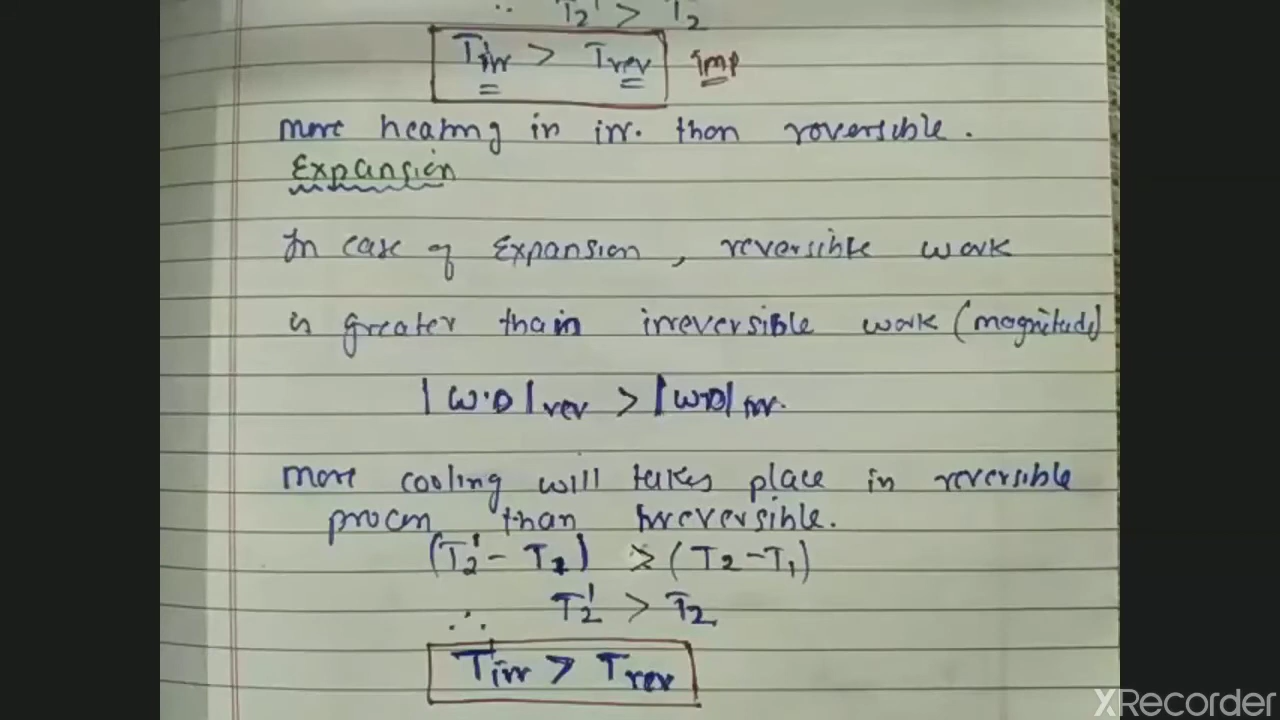 ∴ T2' > T2
Tirr > Trev imp
more heating in irr. than roversible.
Expansion
In case of Expansion, reversible work
is greater thain irreversible work (magnitude)
|W.D|rev > |W.D|irr.
more cooling will takes place in reversible
process than irreversible.
(T2' - T1) > (T2 - T1)
∴ T2' > T2
Tirr > Trev
XRecorder